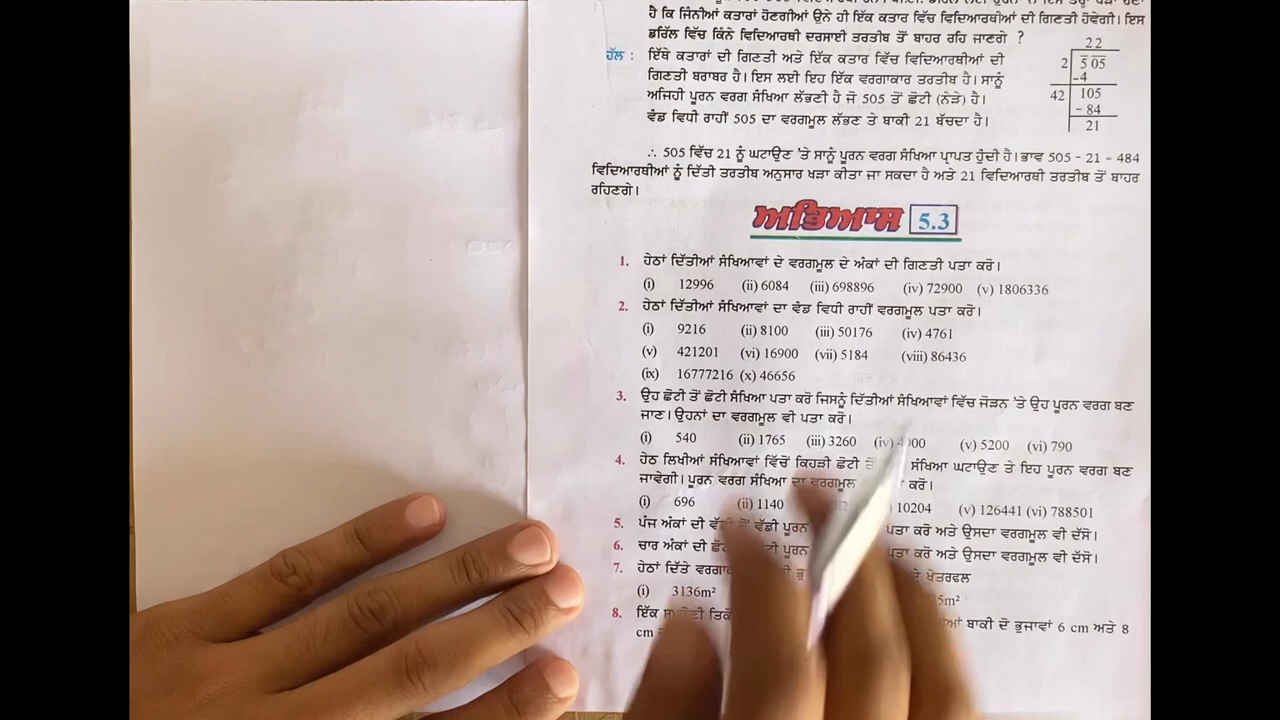 ਹੈ ਕਿ ਜਿੰਨੀਆਂ ਕਤਾਰਾਂ ਹੋਣਗੀਆਂ ਉਨੇ ਹੀ ਇੱਕ ਕਤਾਰ ਵਿੱਚ ਵਿਦਿਆਰਥੀਆਂ ਦੀ ਗਿਣਤੀ ਹੋਵੇਗੀ। ਇਸ
ਡਰਿੱਲ ਵਿੱਚ ਕਿੰਨੇ ਵਿਦਿਆਰਥੀ ਦਰਸਾਈ ਤਰਤੀਬ ਤੋਂ ਬਾਹਰ ਰਹਿ ਜਾਣਗੇ ?
ਹੱਲ : ਇੱਥੇ ਕਤਾਰਾਂ ਦੀ ਗਿਣਤੀ ਅਤੇ ਇੱਕ ਕਤਾਰ ਵਿੱਚ ਵਿਦਿਆਰਥੀਆਂ ਦੀ
ਗਿਣਤੀ ਬਰਾਬਰ ਹੈ। ਇਸ ਲਈ ਇਹ ਇੱਕ ਵਰਗਾਕਾਰ ਤਰਤੀਬ ਹੈ। ਸਾਨੂੰ
ਅਜਿਹੀ ਪੂਰਨ ਵਰਗ ਸੰਖਿਆ ਲੱਭਣੀ ਹੈ ਜੋ 505 ਤੋਂ ਛੋਟੀ (ਨੇੜੇ) ਹੈ।
ਵੰਡ ਵਿਧੀ ਰਾਹੀਂ 505 ਦਾ ਵਰਗਮੂਲ ਲੱਭਣ ਤੇ ਬਾਕੀ 21 ਬੱਚਦਾ ਹੈ।
22
2 5 05
-4
42 105
- 84
21
∴ 505 ਵਿੱਚ 21 ਨੂੰ ਘਟਾਉਣ 'ਤੇ ਸਾਨੂੰ ਪੂਰਨ ਵਰਗ ਸੰਖਿਆ ਪ੍ਰਾਪਤ ਹੁੰਦੀ ਹੈ। ਭਾਵ 505 - 21 = 484
ਵਿਦਿਆਰਥੀਆਂ ਨੂੰ ਦਿੱਤੀ ਤਰਤੀਬ ਅਨੁਸਾਰ ਖੜਾ ਕੀਤਾ ਜਾ ਸਕਦਾ ਹੈ ਅਤੇ 21 ਵਿਦਿਆਰਥੀ ਤਰਤੀਬ ਤੋਂ ਬਾਹਰ
ਰਹਿਣਗੇ।
ਅਭਿਆਸ 5.3
1. ਹੇਠਾਂ ਦਿੱਤੀਆਂ ਸੰਖਿਆਵਾਂ ਦੇ ਵਰਗਮੂਲ ਦੇ ਅੰਕਾਂ ਦੀ ਗਿਣਤੀ ਪਤਾ ਕਰੋ।
(i) 12996 (ii) 6084 (iii) 698896 (iv) 72900 (v) 1806336
2. ਹੇਠਾਂ ਦਿੱਤੀਆਂ ਸੰਖਿਆਵਾਂ ਦਾ ਵੰਡ ਵਿਧੀ ਰਾਹੀਂ ਵਰਗਮੂਲ ਪਤਾ ਕਰੋ।
(i) 9216 (ii) 8100 (iii) 50176 (iv) 4761
(v) 421201 (vi) 16900 (vii) 5184 (viii) 86436
(ix) 16777216 (x) 46656
3. ਉਹ ਛੋਟੀ ਤੋਂ ਛੋਟੀ ਸੰਖਿਆ ਪਤਾ ਕਰੋ ਜਿਸਨੂੰ ਦਿੱਤੀਆਂ ਸੰਖਿਆਵਾਂ ਵਿੱਚ ਜੋੜਨ 'ਤੇ ਉਹ ਪੂਰਨ ਵਰਗ ਬਣ
ਜਾਣ। ਉਹਨਾਂ ਦਾ ਵਰਗਮੂਲ ਵੀ ਪਤਾ ਕਰੋ।
(i) 540 (ii) 1765 (iii) 3260 (iv) (v) 5200 (vi) 790
4. ਹੇਠ ਲਿਖੀਆਂ ਸੰਖਿਆਵਾਂ ਵਿੱਚੋਂ ਕਿਹੜੀ ਛੋਟੀ ਸੰਖਿਆ ਘਟਾਉਣ ਤੇ ਇਹ ਪੂਰਨ ਵਰਗ ਬਣ
ਜਾਵੇਗੀ। ਪੂਰਨ ਵਰਗ ਸੰਖਿਆ ਦਾ ਵਰਗਮੂਲ ਕਰੋ।
(i) 696 (ii) 1140 10204 (v) 126441 (vi) 788501
5. ਪੰਜ ਅੰਕਾਂ ਦੀ ਵੱਡੀ ਪੂਰਨ ਪਤਾ ਕਰੋ ਅਤੇ ਉਸਦਾ ਵਰਗਮੂਲ ਵੀ ਦੱਸੋ।
6. ਚਾਰ ਅੰਕਾਂ ਦੀ ਪੂਰਨ ਪਤਾ ਕਰੋ ਅਤੇ ਉਸਦਾ ਵਰਗਮੂਲ ਵੀ ਦੱਸੋ।
7. ਹੇਠਾਂ ਦਿੱਤੇ ਖੇਤਰਫਲ
(i) 3136m²
8. ਇੱਕ ਬਾਕੀ ਦੋ ਭੁਜਾਵਾਂ 6 cm ਅਤੇ 8
cm